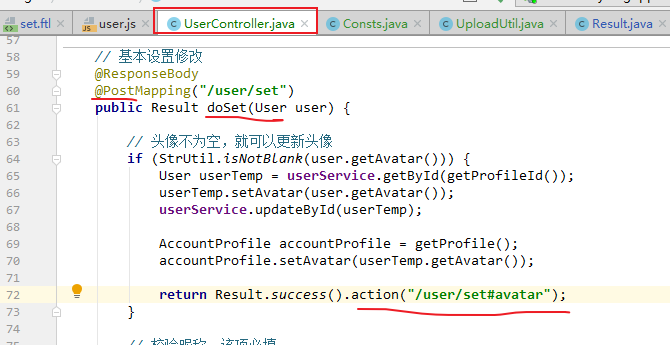 set.ftl user.js UserController.java Consts.java UploadUtil.java Result.java
57
58 // 基本设置修改
59 @ResponseBody
60 @PostMapping("/user/set")
61 public Result doSet(User user) {
62
63 // 头像不为空，就可以更新头像
64 if (StrUtil.isNotBlank(user.getAvatar())) {
65 User userTemp = userService.getById(getProfileId());
66 userTemp.setAvatar(user.getAvatar());
67 userService.updateById(userTemp);
68
69 AccountProfile accountProfile = getProfile();
70 accountProfile.setAvatar(userTemp.getAvatar());
71
72 return Result.success().action("/user/set#avatar");
73 }